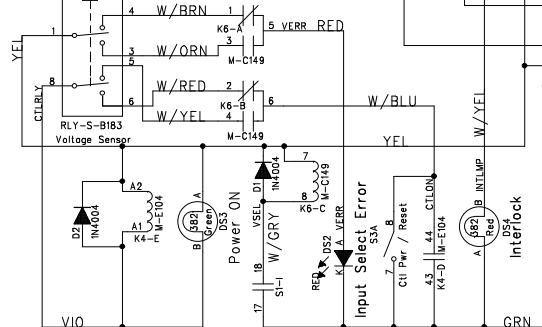 4 W/BRN 1
K6-A
5 VERR RED
1
YEL
3 W/ORN 3
M-C149
5
8
CTLRLY
W/RED 2
K6-B
6
6 W/YEL 4
M-C149
W/BLU
W/YEL
RLY-S-B183
Voltage Sensor
YEL
D1
1N4004
7
M-C149
8
K6-C
A2
M-E104
A1
K4-E
D2
1N4004
A
382
Green
DS3
B
Power ON
VSEL
W/GRY
18
S1-I
17
VERR
A
DS2
RED
K
Input Select Error
S3A
8
7
Ctl Pwr / Reset
CTLON
44
M-E104
43
K4-D
INTLMP
B
382
Red
DS4
A
Interlock
VIO
GRN